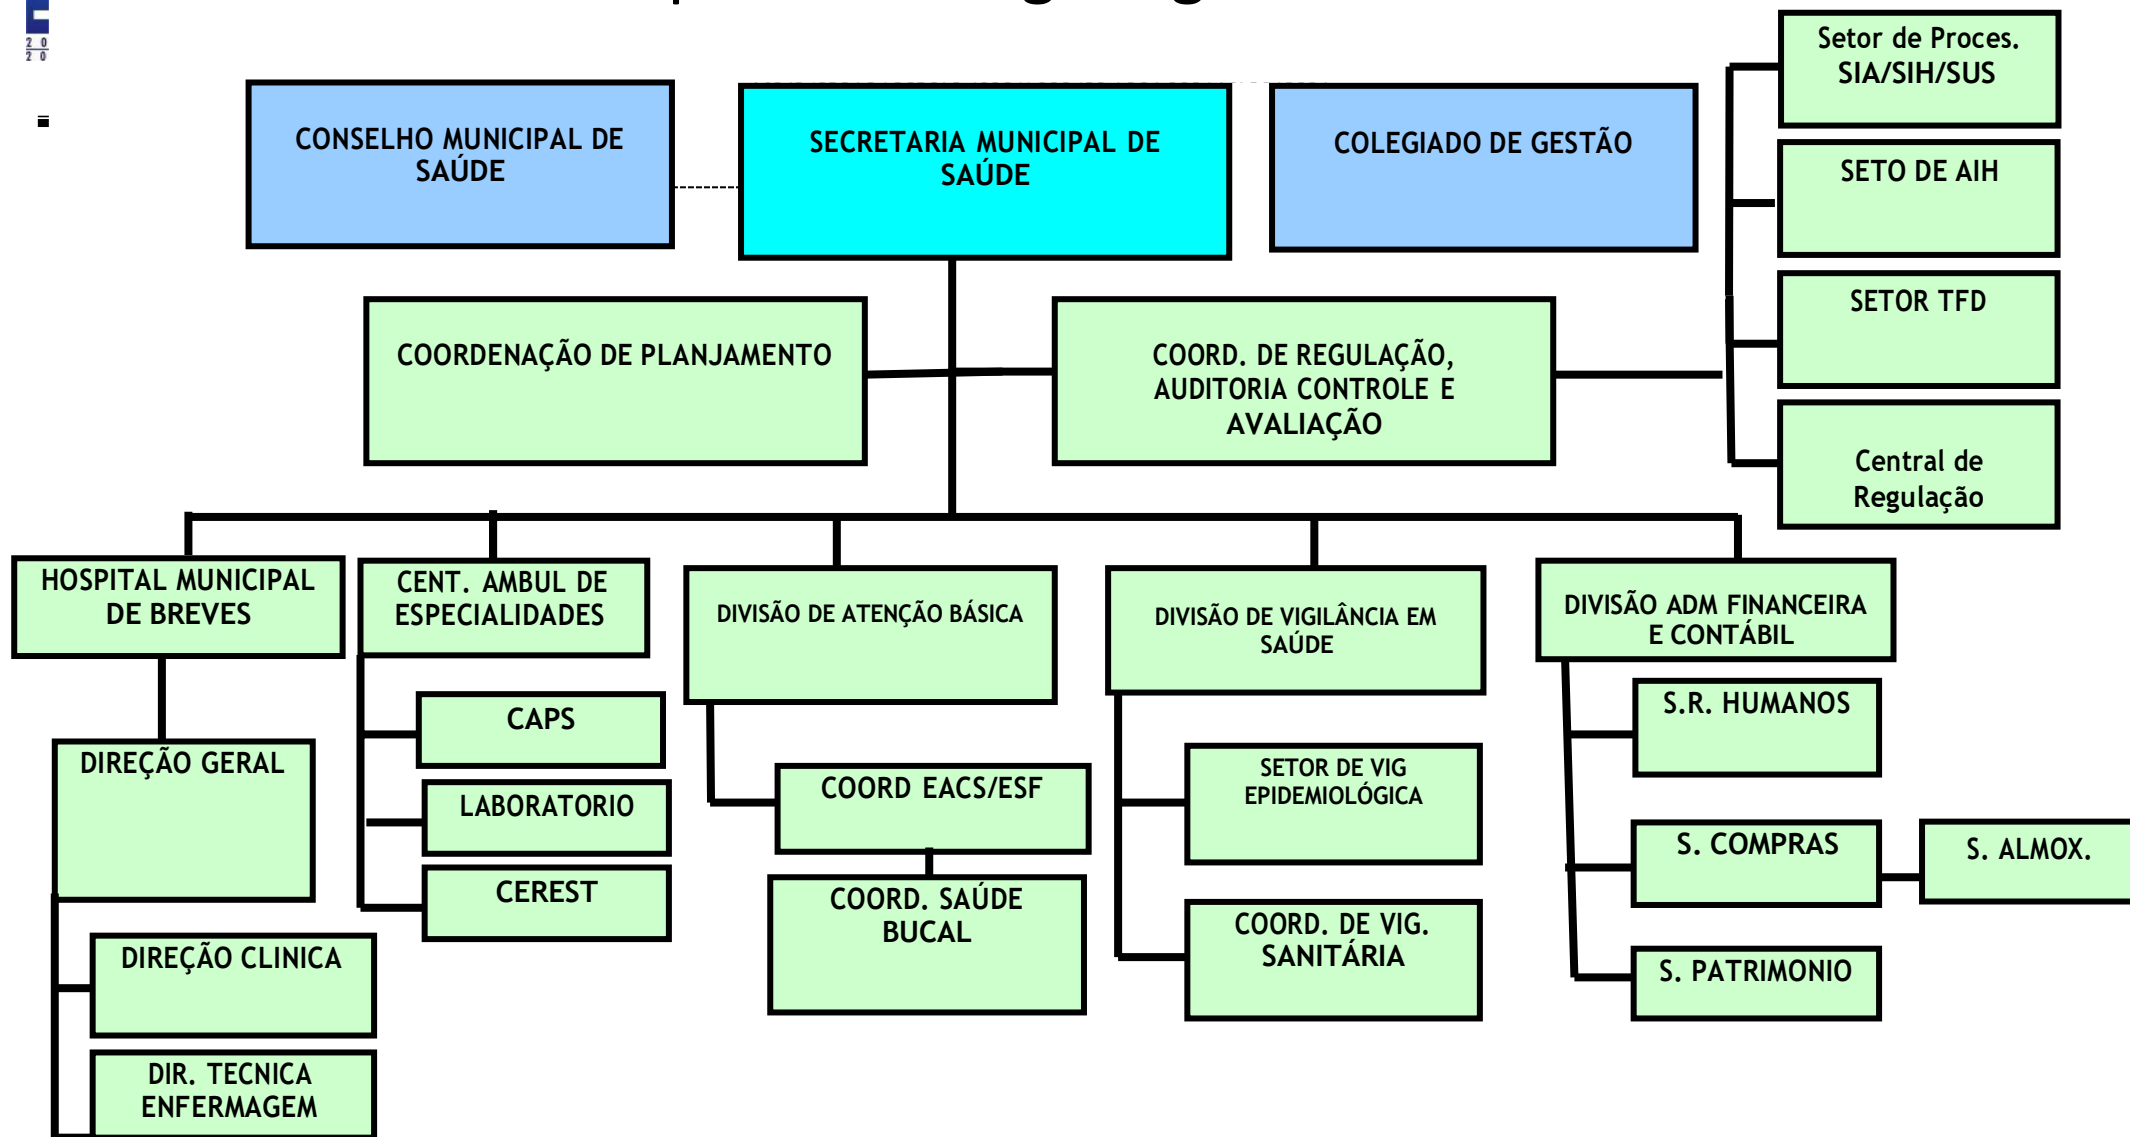 2 0
2 0
Setor de Proces.
SIA/SIH/SUS
CONSELHO MUNICIPAL DE
SAÚDE
SECRETARIA MUNICIPAL DE
SAÚDE
COLEGIADO DE GESTÃO
SETO DE AIH
SETOR TFD
COORDENAÇÃO DE PLANJAMENTO
COORD. DE REGULAÇÃO,
AUDITORIA CONTROLE E
AVALIAÇÃO
Central de
Regulação
HOSPITAL MUNICIPAL
DE BREVES
CENT. AMBUL DE
ESPECIALIDADES
DIVISÃO DE ATENÇÃO BÁSICA
DIVISÃO DE VIGILÂNCIA EM
SAÚDE
DIVISÃO ADM FINANCEIRA
E CONTÁBIL
DIREÇÃO GERAL
DIREÇÃO CLINICA
DIR. TECNICA
ENFERMAGEM
CAPS
LABORATORIO
CEREST
COORD EACS/ESF
COORD. SAÚDE
BUCAL
SETOR DE VIG
EPIDEMIOLÓGICA
COORD. DE VIG.
SANITÁRIA
S.R. HUMANOS
S. COMPRAS
S. ALMOX.
S. PATRIMONIO